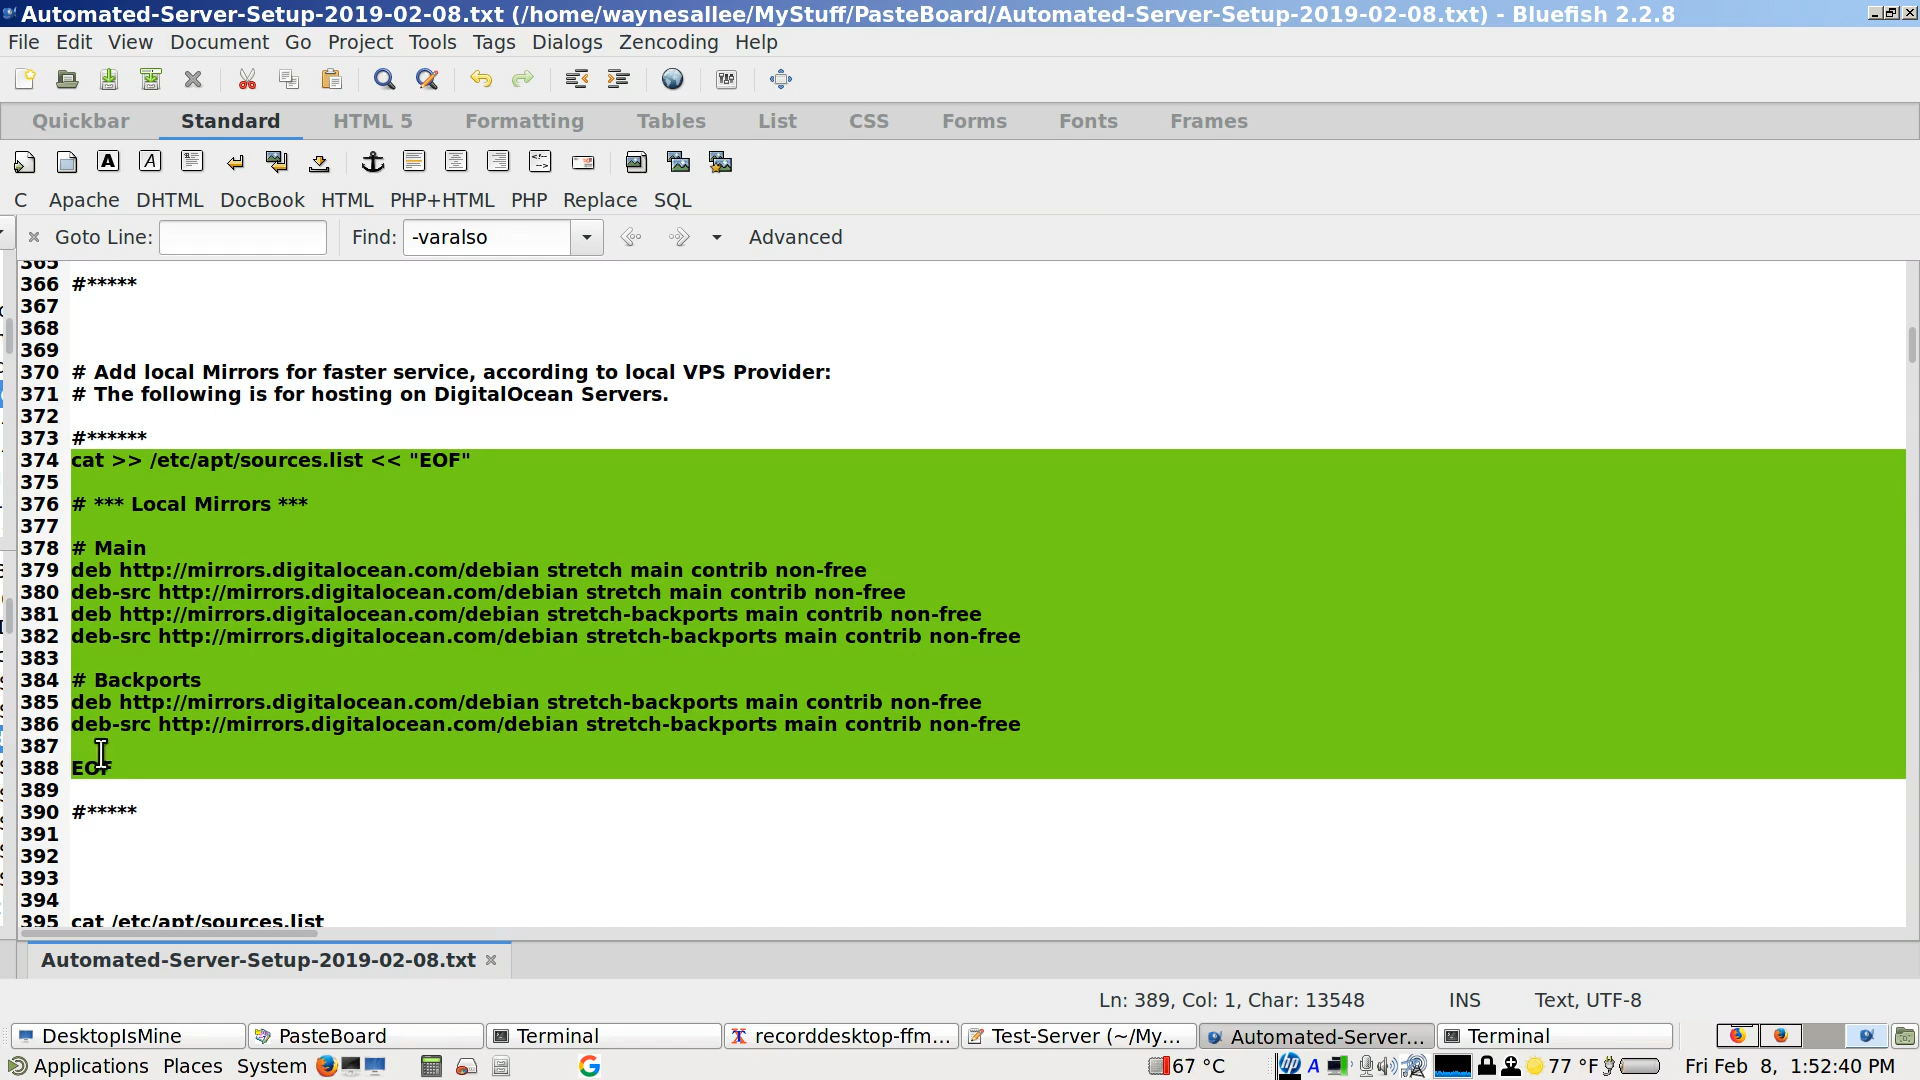 Automated-Server-Setup-2019-02-08.txt (/home/waynesallee/MyStuff/PasteBoard/Automated-Server-Setup-2019-02-08.txt) - Bluefish 2.2.8
File Edit View Document Go Project Tools Tags Dialogs Zencoding Help
Quickbar Standard HTML 5 Formatting Tables List CSS Forms Fonts Frames
C Apache DHTML DocBook HTML PHP+HTML PHP Replace SQL
Goto Line: Find: -varalso Advanced
365
366 #*****
367
368
369
370 # Add local Mirrors for faster service, according to local VPS Provider:
371 # The following is for hosting on DigitalOcean Servers.
372
373 #******
374 cat >> /etc/apt/sources.list << "EOF"
375
376 # *** Local Mirrors ***
377
378 # Main
379 deb http://mirrors.digitalocean.com/debian stretch main contrib non-free
380 deb-src http://mirrors.digitalocean.com/debian stretch main contrib non-free
381 deb http://mirrors.digitalocean.com/debian stretch-backports main contrib non-free
382 deb-src http://mirrors.digitalocean.com/debian stretch-backports main contrib non-free
383
384 # Backports
385 deb http://mirrors.digitalocean.com/debian stretch-backports main contrib non-free
386 deb-src http://mirrors.digitalocean.com/debian stretch-backports main contrib non-free
387
388 EOF
389
390 #*****
391
392
393
394
395 cat /etc/apt/sources.list
Automated-Server-Setup-2019-02-08.txt
Ln: 389, Col: 1, Char: 13548 INS Text, UTF-8
DesktopIsMine PasteBoard Terminal recorddesktop-ffm... Test-Server (~/My... Automated-Server... Terminal
Applications Places System 67 °C 77 °F Fri Feb 8, 1:52:40 PM